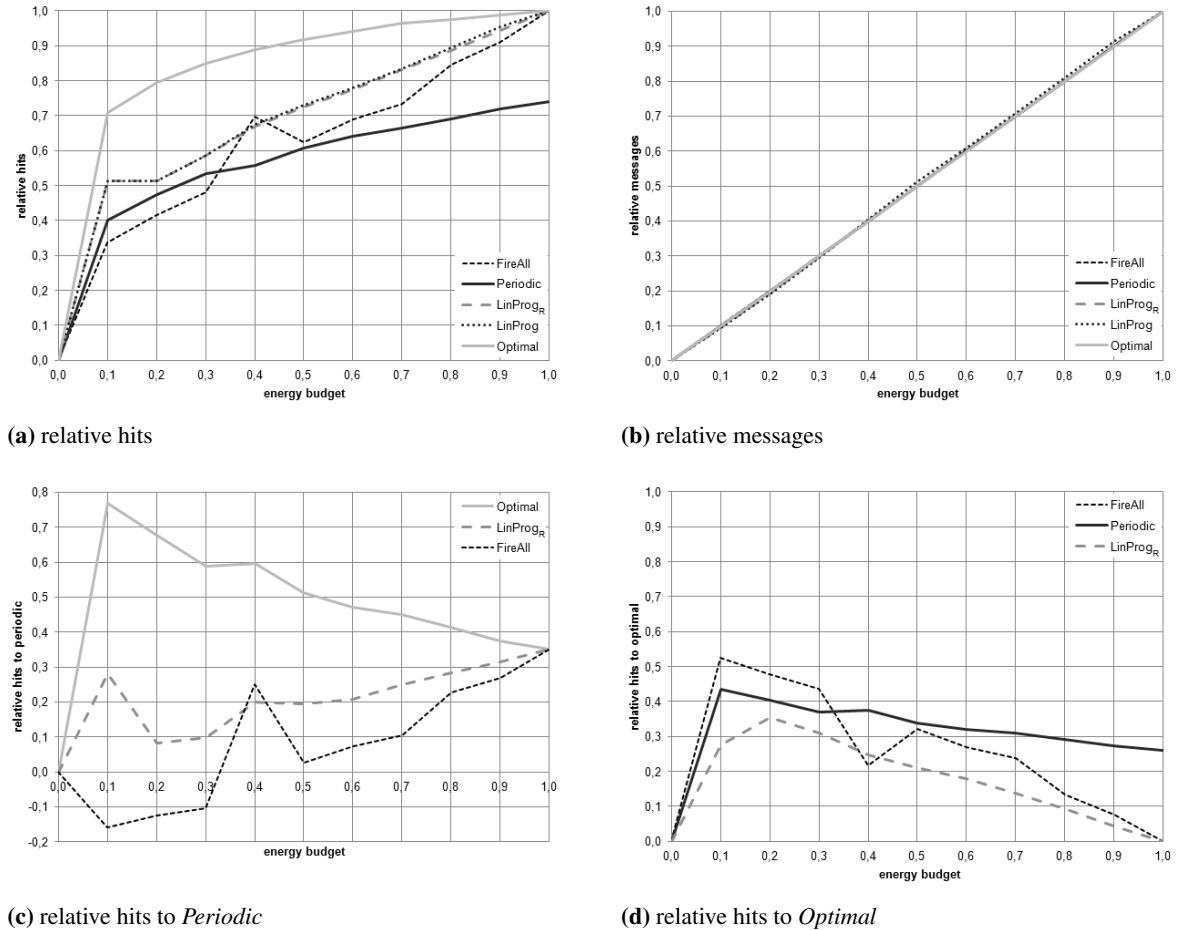 1,0
0,9
0,8
0,7
0,6
0,5
0,4
0,3
0,2
0,1
0,0
relative hits
FireAll
Periodic
LinProgR
LinProg
Optimal
0,0 0,1 0,2 0,3 0,4 0,5 0,6 0,7 0,8 0,9 1,0
energy budget
(a) relative hits
1,0
0,9
0,8
0,7
0,6
0,5
0,4
0,3
0,2
0,1
0,0
relative messages
FireAll
Periodic
LinProgR
LinProg
Optimal
0,0 0,1 0,2 0,3 0,4 0,5 0,6 0,7 0,8 0,9 1,0
energy budget
(b) relative messages
0,8
0,7
0,6
0,5
0,4
0,3
0,2
0,1
0,0
-0,1
-0,2
relative hits to periodic
Optimal
LinProgR
FireAll
0,0 0,1 0,2 0,3 0,4 0,5 0,6 0,7 0,8 0,9 1,0
energy budget
(c) relative hits to Periodic
1,0
0,9
0,8
0,7
0,6
0,5
0,4
0,3
0,2
0,1
0,0
relative hits to optimal
FireAll
Periodic
LinProgR
0,0 0,1 0,2 0,3 0,4 0,5 0,6 0,7 0,8 0,9 1,0
energy budget
(d) relative hits to Optimal